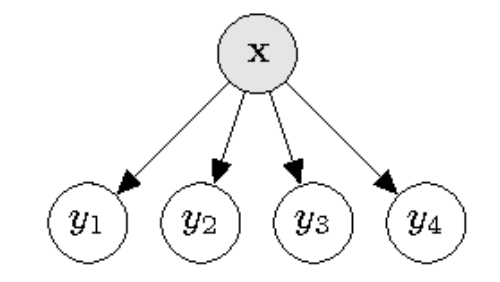 x
y₁ y₂ y₃ y₄